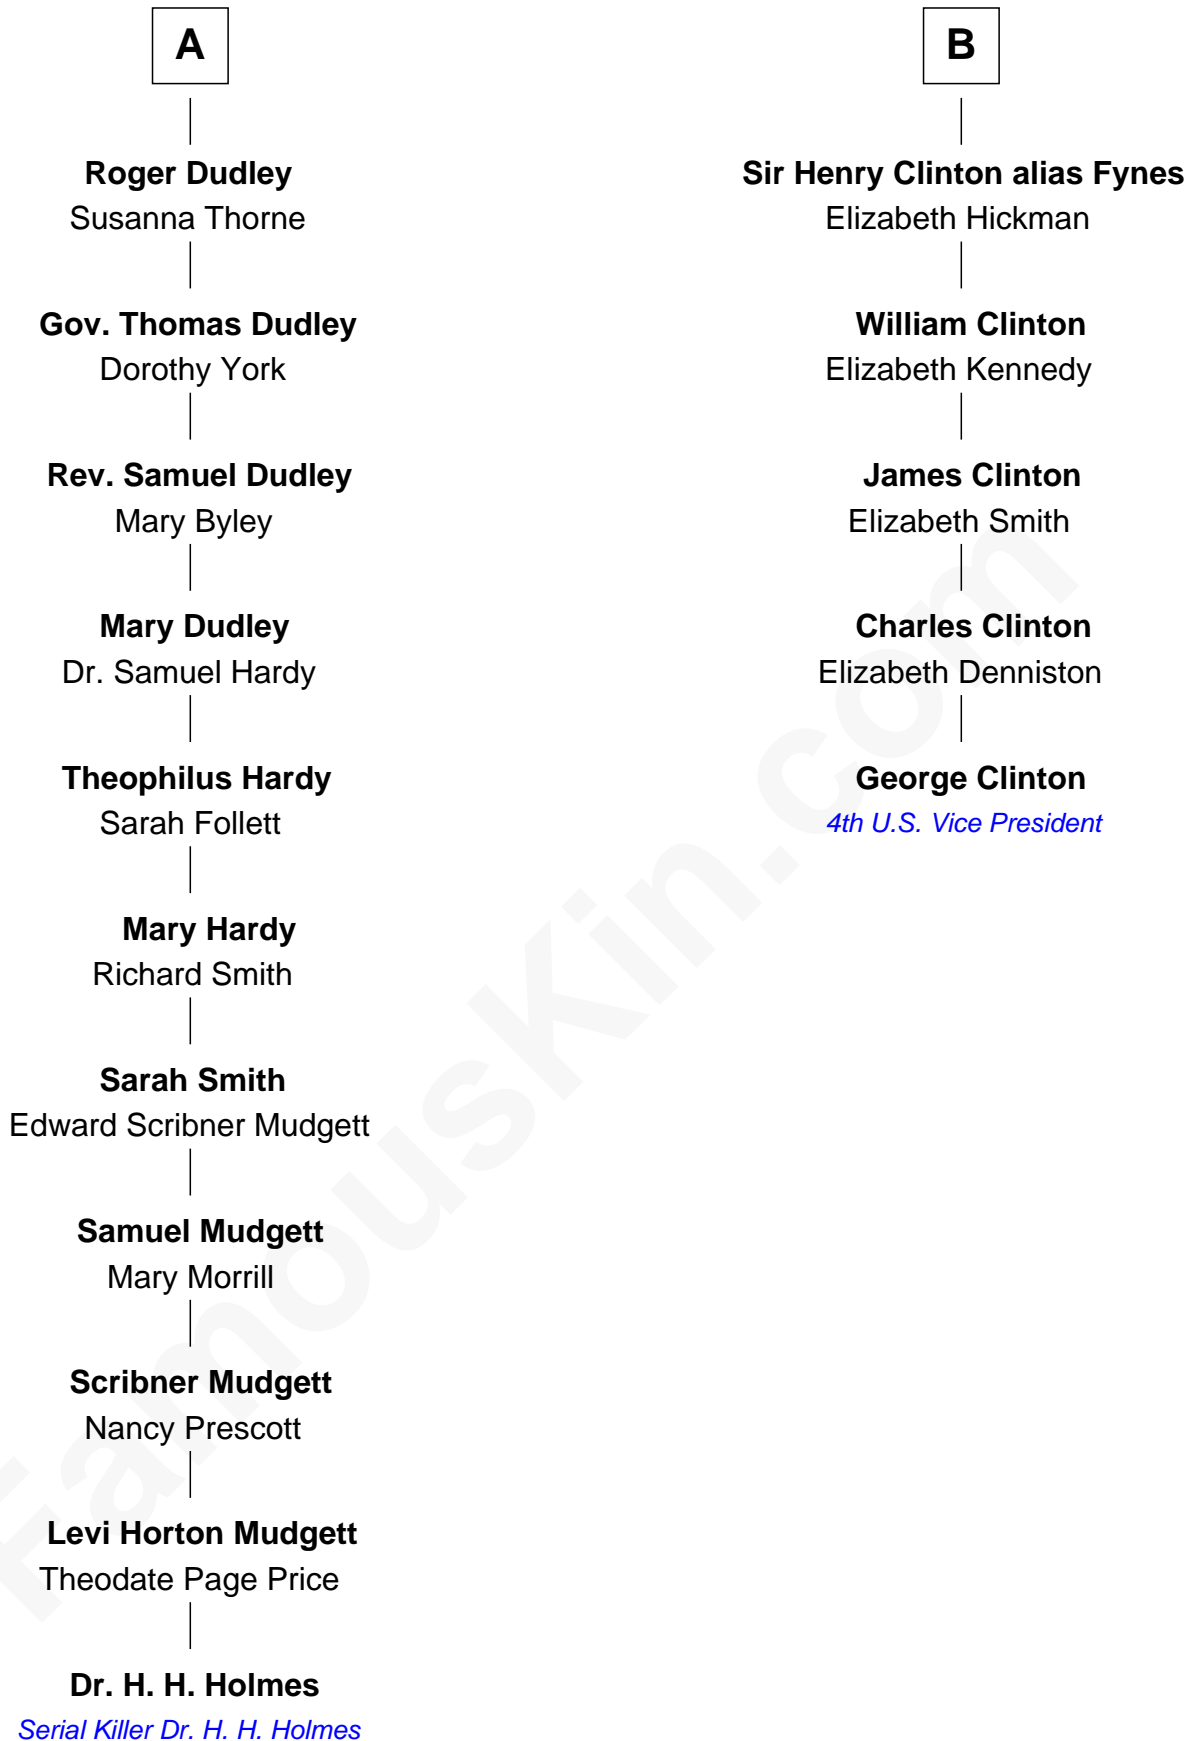 A
Roger Dudley
Susanna Thorne
Gov. Thomas Dudley
Dorothy York
Rev. Samuel Dudley
Mary Byley
Mary Dudley
Dr. Samuel Hardy
Theophilus Hardy
Sarah Follett
Mary Hardy
Richard Smith
Sarah Smith
Edward Scribner Mudgett
Samuel Mudgett
Mary Morrill
Scribner Mudgett
Nancy Prescott
Levi Horton Mudgett
Theodate Page Price
Dr. H. H. Holmes
Serial Killer Dr. H. H. Holmes
B
Sir Henry Clinton alias Fynes
Elizabeth Hickman
William Clinton
Elizabeth Kennedy
James Clinton
Elizabeth Smith
Charles Clinton
Elizabeth Denniston
George Clinton
4th U.S. Vice President
FamousKin.com